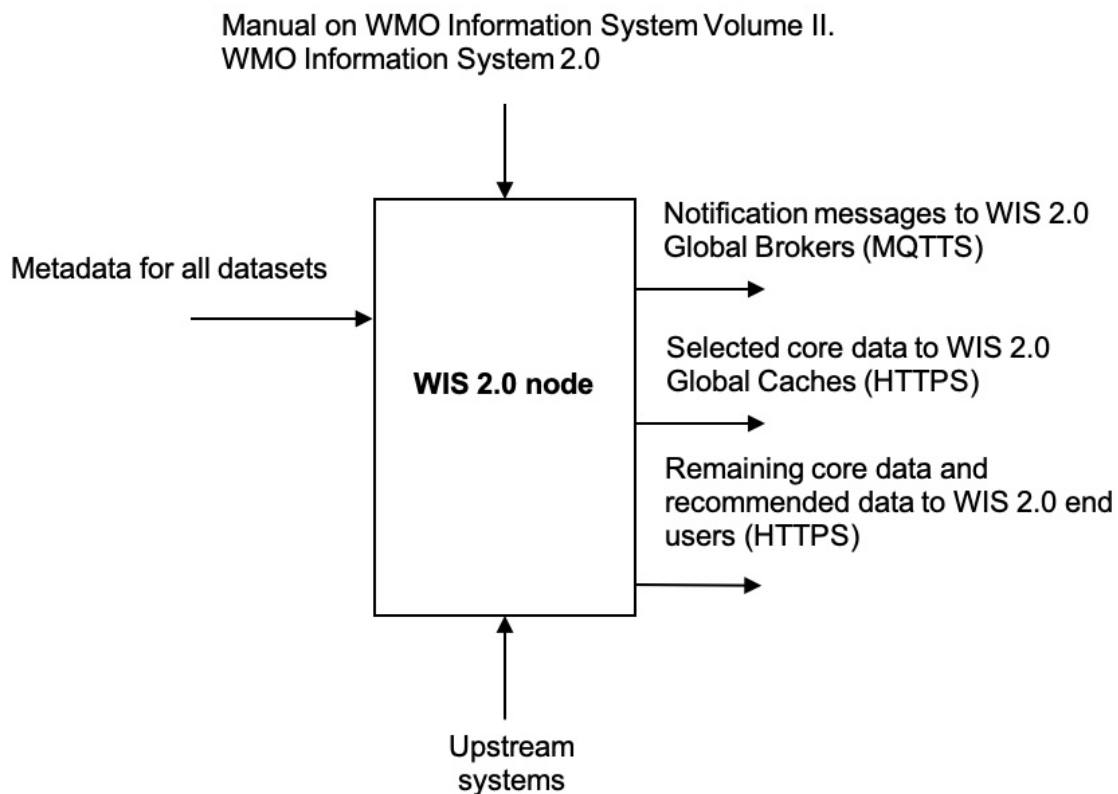 Manual on WMO Information System Volume II.
WMO Information System 2.0
Notification messages to WIS 2.0
Global Brokers (MQTTS)
Metadata for all datasets
Selected core data to WIS 2.0
Global Caches (HTTPS)
WIS 2.0 node
Remaining core data and
recommended data to WIS 2.0 end
users (HTTPS)
Upstream
systems